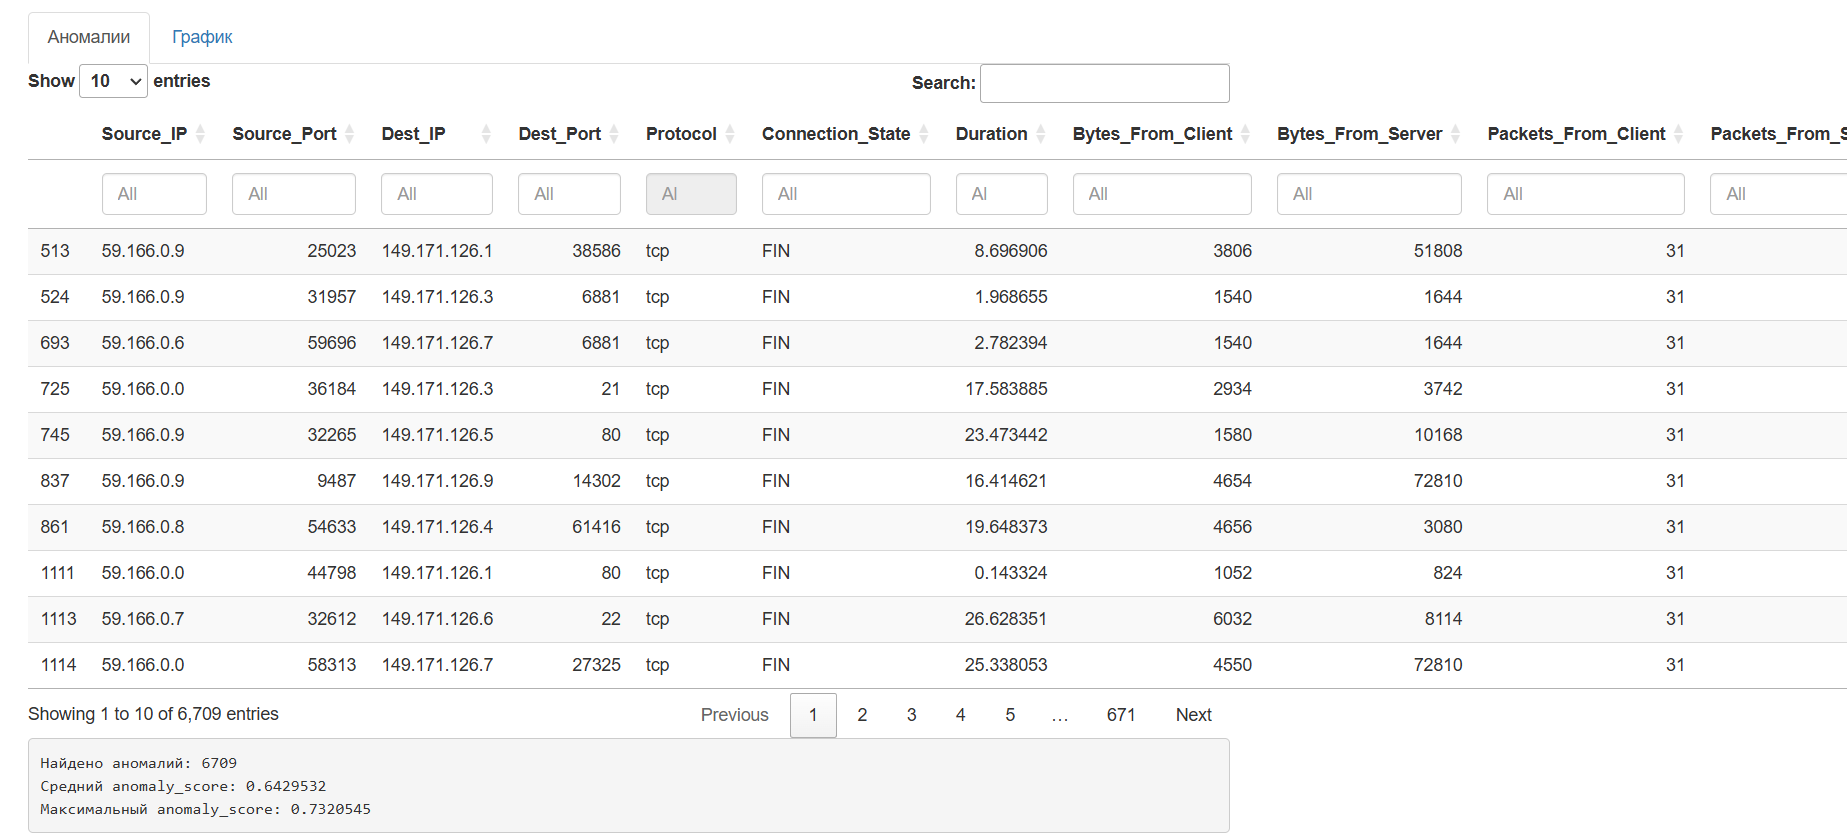 Аномалии График
Show 10 entries Search:
Source_IP Source_Port Dest_IP Dest_Port Protocol Connection_State Duration Bytes_From_Client Bytes_From_Server Packets_From_Client Packets_From_S
All All All All Al All Al All All All All
513 59.166.0.9 25023 149.171.126.1 38586 tcp FIN 8.696906 3806 51808 31
524 59.166.0.9 31957 149.171.126.3 6881 tcp FIN 1.968655 1540 1644 31
693 59.166.0.6 59696 149.171.126.7 6881 tcp FIN 2.782394 1540 1644 31
725 59.166.0.0 36184 149.171.126.3 21 tcp FIN 17.583885 2934 3742 31
745 59.166.0.9 32265 149.171.126.5 80 tcp FIN 23.473442 1580 10168 31
837 59.166.0.9 9487 149.171.126.9 14302 tcp FIN 16.414621 4654 72810 31
861 59.166.0.8 54633 149.171.126.4 61416 tcp FIN 19.648373 4656 3080 31
1111 59.166.0.0 44798 149.171.126.1 80 tcp FIN 0.143324 1052 824 31
1113 59.166.0.7 32612 149.171.126.6 22 tcp FIN 26.628351 6032 8114 31
1114 59.166.0.0 58313 149.171.126.7 27325 tcp FIN 25.338053 4550 72810 31
Showing 1 to 10 of 6,709 entries Previous 1 2 3 4 5 … 671 Next
Найдено аномалий: 6709
Средний anomaly_score: 0.6429532
Максимальный anomaly_score: 0.7320545